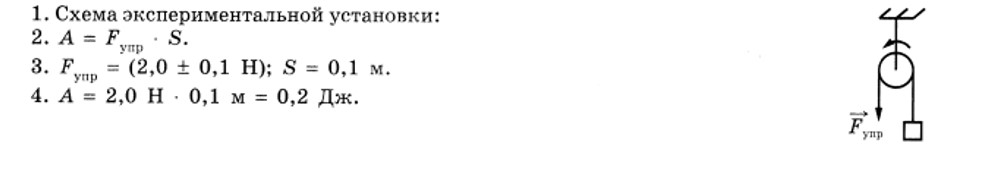 1. Схема экспериментальной установки:
2. A = Fупр · S.
3. Fупр = (2,0 ± 0,1 Н); S = 0,1 м.
4. A = 2,0 Н · 0,1 м = 0,2 Дж.
Fупр